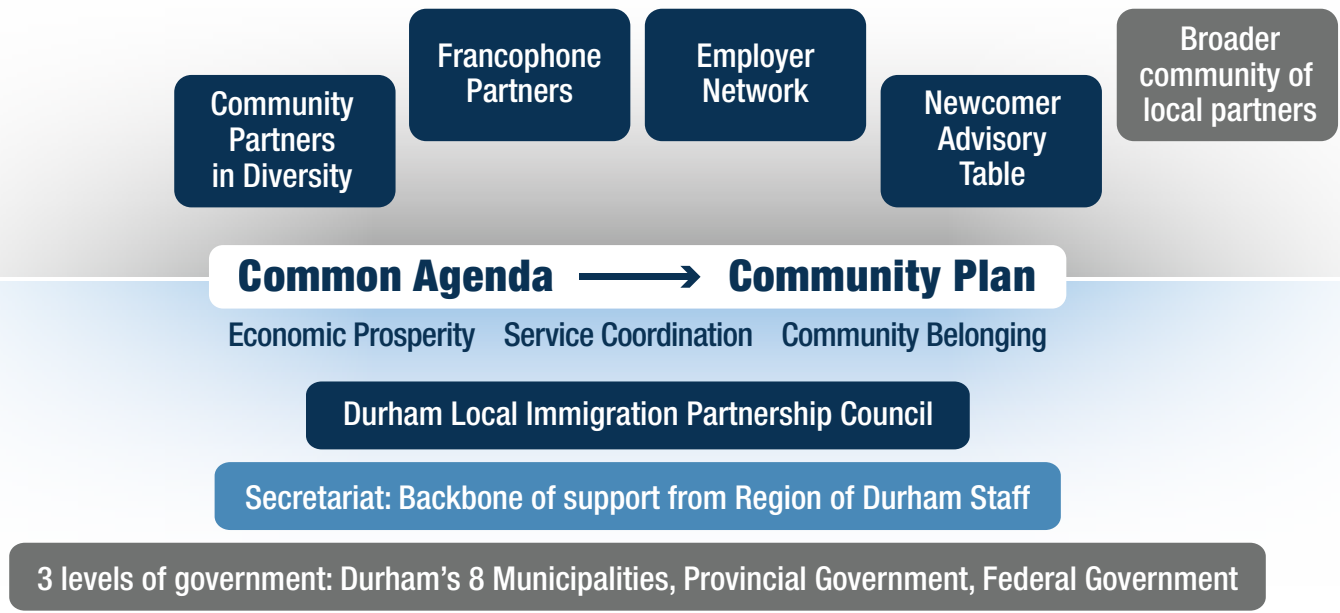 Community
Partners
in Diversity
Francophone
Partners
Employer
Network
Newcomer
Advisory
Table
Broader
community of
local partners
Common Agenda → Community Plan
Economic Prosperity Service Coordination Community Belonging
Durham Local Immigration Partnership Council
Secretariat: Backbone of support from Region of Durham Staff
3 levels of government: Durham’s 8 Municipalities, Provincial Government, Federal Government